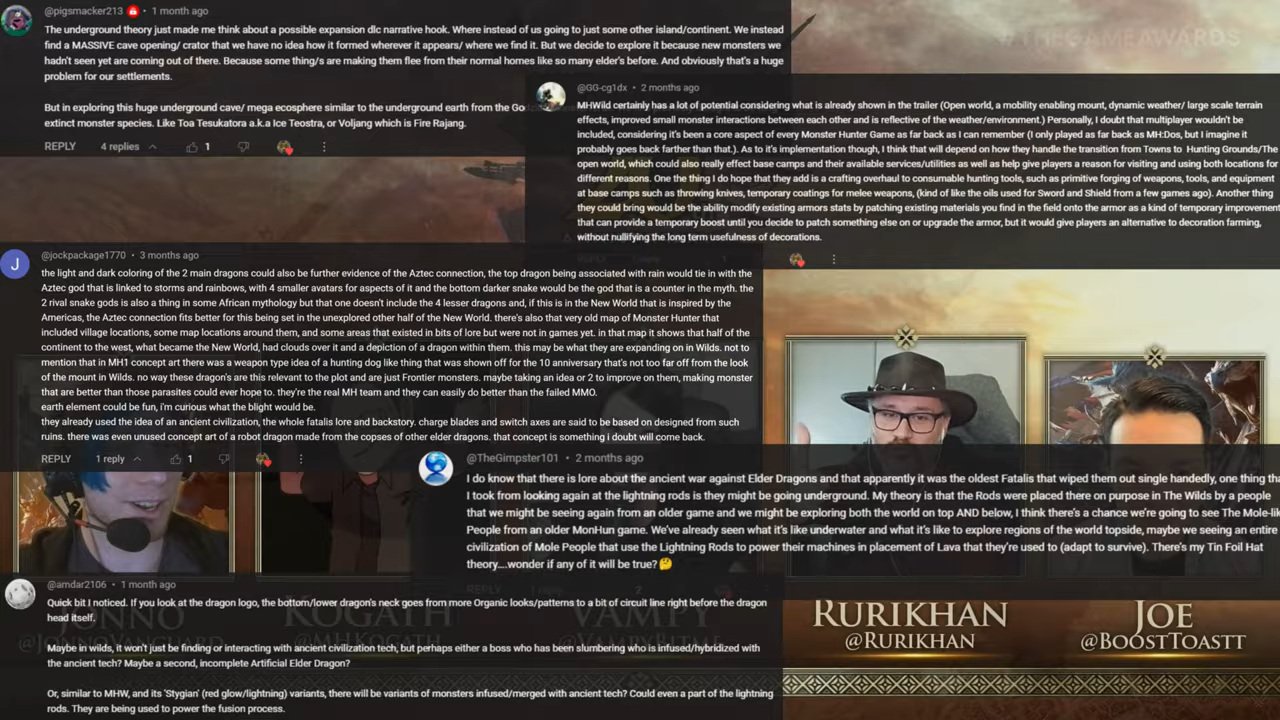 #THEGAMEAWARDS
@pigsmacker213 • 1 month ago
The underground theory just made me think about a possible expansion dlc narrative hook. Where instead of us going to just some other island/continent. We instead
find a MASSIVE cave opening/ crator that we have no idea how it formed wherever it appears/ where we find it. But we decide to explore it because new monsters we
hadn't seen yet are coming out of there. Because some thing/s are making them flee from their normal homes like so many elder's before. And obviously that's a huge
problem for our settlements.
But in exploring this huge underground cave/ mega ecosphere similar to the underground earth from the Go
extinct monster species. Like Toa Tesukatora a.k.a Ice Teostra, or Voljang which is Fire Rajang.
REPLY 4 replies 1
@GG-cg1dx • 2 months ago
MHWild certainly has a lot of potential considering what is already shown in the trailer (Open world, a mobility enabling mount, dynamic weather/ large scale terrain
effects, improved small monster interactions between each other and is reflective of the weather/environment.) Personally, I doubt that multiplayer wouldn't be
included, considering it's been a core aspect of every Monster Hunter Game as far back as I can remember (I only played as far back as MH:Dos, but I imagine it
probably goes back farther than that.). As to it's implementation though, I think that will depend on how they handle the transition from Towns to Hunting Grounds/The
open world, which could also really effect base camps and their available services/utilities as well as help give players a reason for visiting and using both locations for
different reasons. One the thing I do hope that they add is a crafting overhaul to consumable hunting tools, such as primitive forging of weapons, tools, and equipment
at base camps such as throwing knives, temporary coatings for melee weapons, (kind of like the oils used for Sword and Shield from a few games ago). Another thing
they could bring would be the ability modify existing armors stats by patching existing materials you find in the field onto the armor as a kind of temporary improvement
that can provide a temporary boost until you decide to patch something else on or upgrade the armor, but it would give players an alternative to decoration farming,
without nullifying the long term usefulness of decorations.
REPLY 1
J
@jockpackage1770 • 3 months ago
the light and dark coloring of the 2 main dragons could also be further evidence of the Aztec connection, the top dragon being associated with rain would tie in with the
Aztec god that is linked to storms and rainbows, with 4 smaller avatars for aspects of it and the bottom darker snake would be the god that is a counter in the myth. the
2 rival snake gods is also a thing in some African mythology but that one doesn't include the 4 lesser dragons and, if this is in the New World that is inspired by the
Americas, the Aztec connection fits better for this being set in the unexplored other half of the New World. there's also that very old map of Monster Hunter that
included village locations, some map locations around them, and some areas that existed in bits of lore but were not in games yet. in that map it shows that half of the
continent to the west, what became the New World, had clouds over it and a depiction of a dragon within them. this may be what they are expanding on in Wilds. not to
mention that in MH1 concept art there was a weapon type idea of a hunting dog like thing that was shown off for the 10 anniversary that's not too far off from the look
of the mount in Wilds. no way these dragon's are this relevant to the plot and are just Frontier monsters. maybe taking an idea or 2 to improve on them, making monster
that are better than those parasites could ever hope to. they're the real MH team and they can easily do better than the failed MMO.
earth element could be fun, i'm curious what the blight would be.
they already used the idea of an ancient civilization, the whole fatalis lore and backstory. charge blades and switch axes are said to be based on designed from such
ruins. there was even unused concept art of a robot dragon made from the copses of other elder dragons. that concept is something i doubt will come back.
REPLY 1 reply 1
@TheGimpster101 • 2 months ago
I do know that there is lore about the ancient war against Elder Dragons and that apparently it was the oldest Fatalis that wiped them out single handedly, one thing tha
I took from looking again at the lightning rods is they might be going underground. My theory is that the Rods were placed there on purpose in The Wilds by a people
that we might be seeing again from an older game and we might be exploring both the world on top AND below, I think there's a chance we're going to see The Mole-lik
People from an older MonHun game. We've already seen what it's like underwater and what it's like to explore regions of the world topside, maybe we seeing an entire
civilization of Mole People that use the Lightning Rods to power their machines in placement of Lava that they're used to (adapt to survive). There's my Tin Foil Hat
theory....wonder if any of it will be true?🤔
REPLY 1 reply 2
@amdar2106 • 1 month ago
Quick bit I noticed. If you look at the dragon logo, the bottom/lower dragon's neck goes from more Organic looks/patterns to a bit of circuit line right before the dragon
head itself.
Maybe in wilds, it won't just be finding or interacting with ancient civilization tech, but perhaps either a boss who has been slumbering who is infused/hybridized with
the ancient tech? Maybe a second, incomplete Artificial Elder Dragon?
Or, similar to MHW, and its 'Stygian' (red glow/lightning) variants, there will be variants of monsters infused/merged with ancient tech? Could even a part of the lightning
rods. They are being used to power the fusion process.
KOGATH
@MHKOGATH
VAMPY
RURIKHAN
@RURIKHAN
JOE
@BOOSTTOASTT